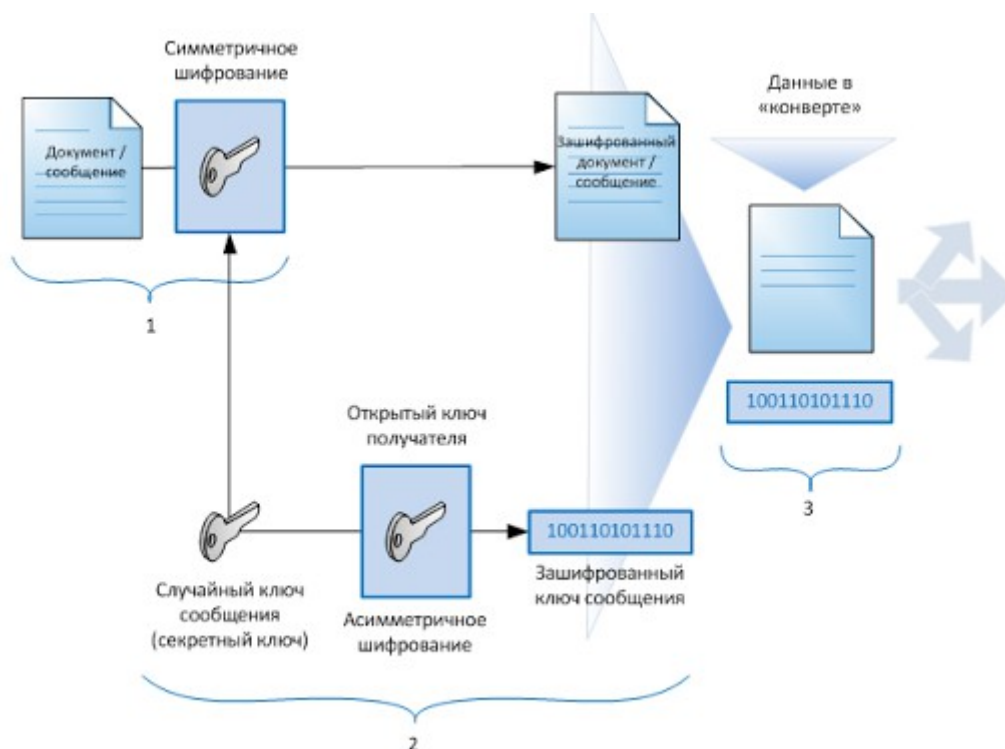 Симметричное
шифрование
Документ /
сообщение
Зашифрованный
документ /
сообщение
Данные в
«конверте»
1
100110101110
3
Открытый ключ
получателя
100110101110
Случайный ключ
сообщения
(секретный ключ)
Асимметричное
шифрование
Зашифрованный
ключ сообщения
2